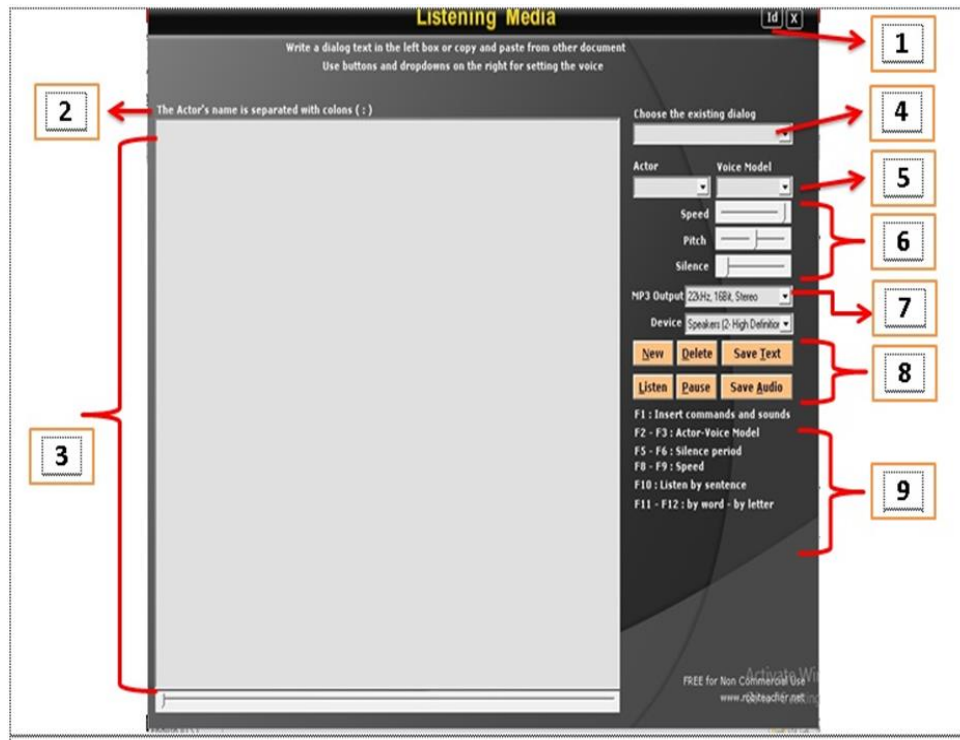 Listening Media
Id X
1
Write a dialog text in the left box or copy and paste from other document
Use buttons and dropdowns on the right for setting the voice
2
The Actor's name is separated with colons ( : )
Choose the existing dialog
4
Actor Voice Model
5
Speed
Pitch
6
Silence
MP3 Output 22kHz, 16Bit, Stereo
7
Device Speakers (2- High Definition
New Delete Save Text
8
Listen Pause Save Audio
F1 : Insert commands and sounds
F2 - F3 : Actor-Voice Model
3
F5 - F6 : Silence period
F8 - F9 : Speed
9
F10 : Listen by sentence
F11 - F12 : by word - by letter
Activate Wi
FREE for Non Commercial Use
www.robiteacher.net